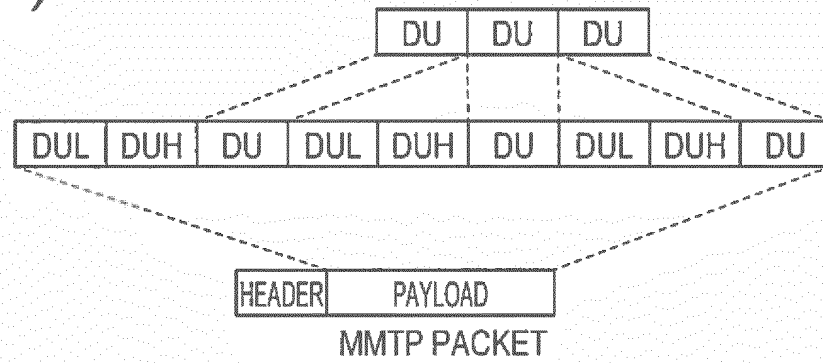 )
DU DU DU
DUL DUH DU DUL DUH DU DUL DUH DU
HEADER PAYLOAD
MMTP PACKET